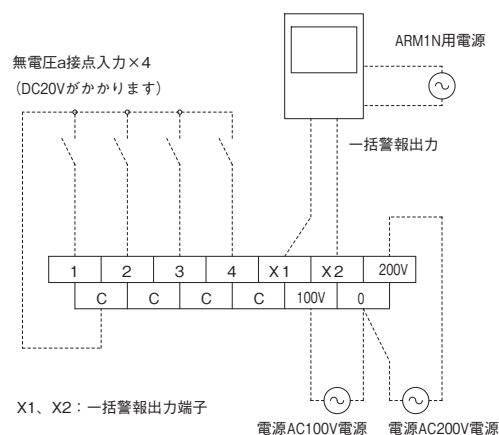 ARM1N用電源
無電圧a接点入力×4
(DC20Vがかかります)
一括警報出力
1 2 3 4 X1 X2 200V
C C C C 100V 0
X1、X2：一括警報出力端子
電源AC100V電源 電源AC200V電源